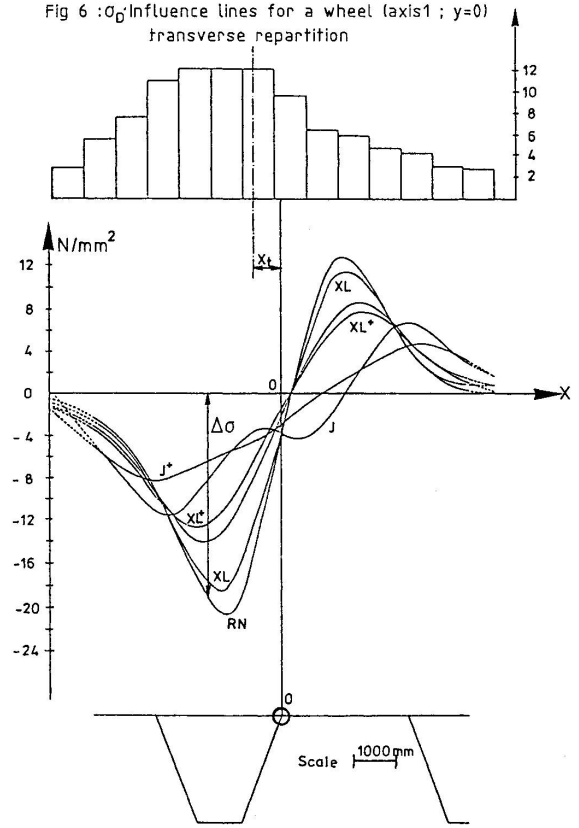 Fig 6 : σD-Influence lines for a wheel (axis1 ; y=0)
transverse repartition
12
10
8
6
4
2
N/mm²
Xt
12
8
4
0
-4
-8
-12
-16
-20
-24
0
X
XL
XL⁺
Δσ
J
J⁺
XL⁺
XL
RN
0
Scale 1000mm